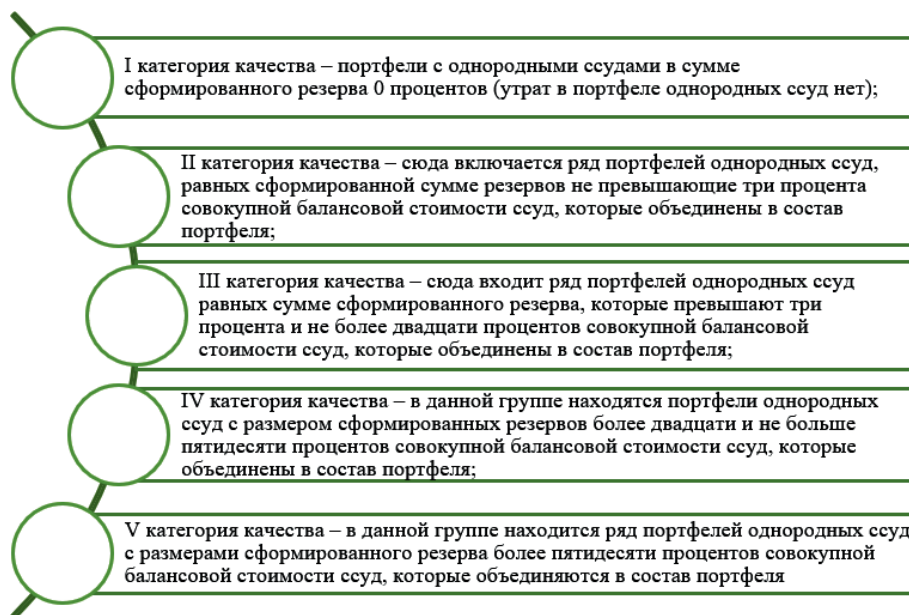 I категория качества – портфели с однородными ссудами в сумме
сформированного резерва 0 процентов (утрат в портфеле однородных ссуд нет);
II категория качества – сюда включается ряд портфелей однородных ссуд,
равных сформированной сумме резервов не превышающие три процента
совокупной балансовой стоимости ссуд, которые объединены в состав
портфеля;
III категория качества – сюда входит ряд портфелей однородных ссуд
равных сумме сформированного резерва, которые превышают три
процента и не более двадцати процентов совокупной балансовой
стоимости ссуд, которые объединены в состав портфеля;
IV категория качества – в данной группе находятся портфели однородных
ссуд с размером сформированных резервов более двадцати и не больше
пятидесяти процентов совокупной балансовой стоимости ссуд, которые
объединены в состав портфеля;
V категория качества – в данной группе находится ряд портфелей однородных ссуд
с размерами сформированного резерва более пятидесяти процентов совокупной
балансовой стоимости ссуд, которые объединяются в состав портфеля